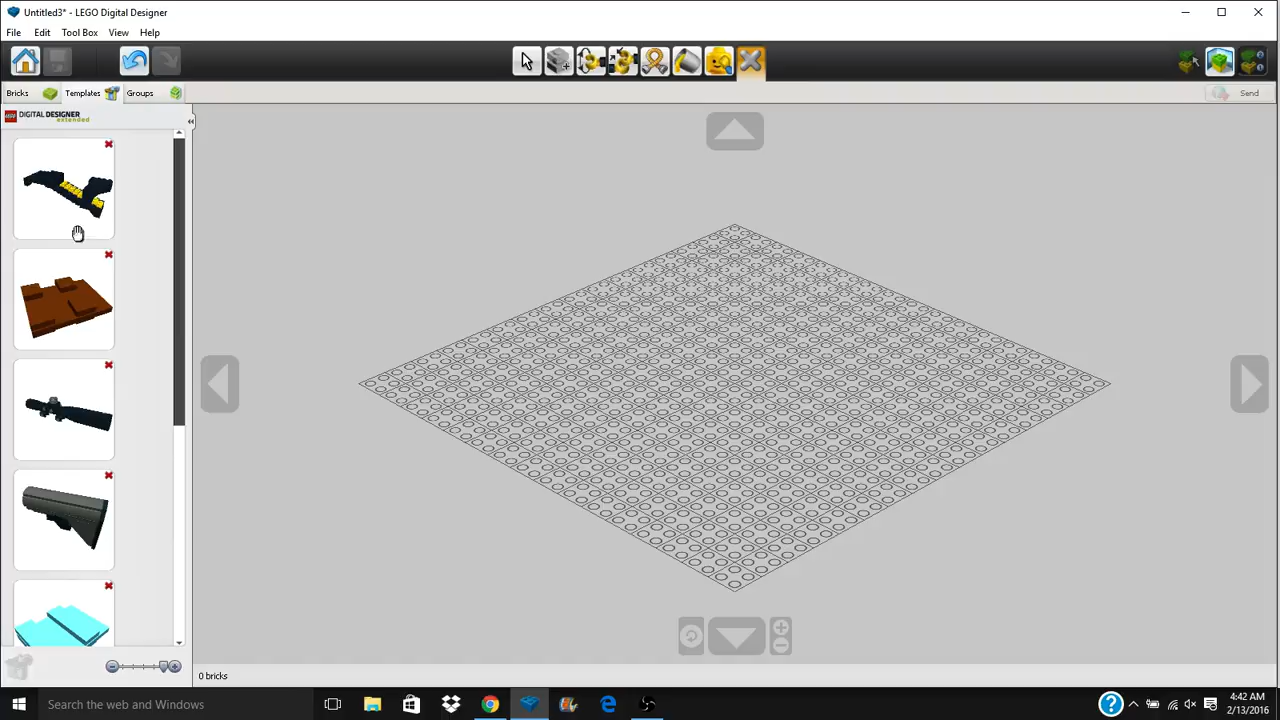 Untitled3* - LEGO Digital Designer
File Edit Tool Box View Help
Bricks Templates Groups Send
LEGO DIGITAL DESIGNER
extended
0 bricks
Search the web and Windows
4:42 AM
2/13/2016